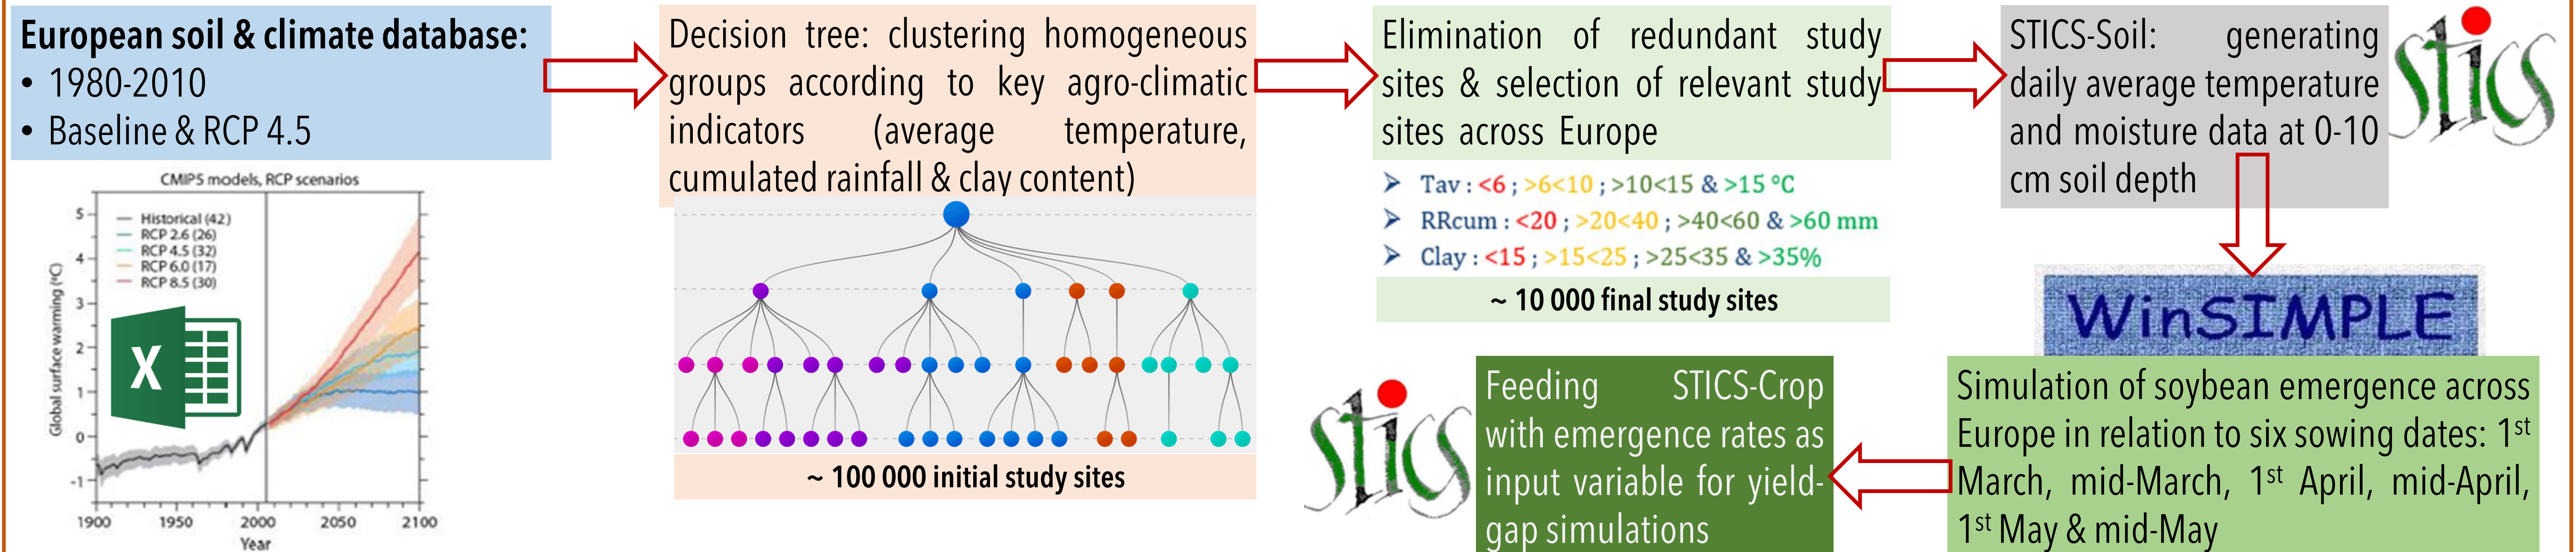 European soil & climate database:
• 1980-2010
• Baseline & RCP 4.5
CMIP5 models, RCP scenarios
Historical (42)
RCP 2.6 (26)
RCP 4.5 (32)
RCP 6.0 (17)
RCP 8.5 (30)
Global surface warming (ºC)
5
4
3
2
1
0
-1
X
1900 1950 2000 2050 2100
Year
Decision tree: clustering homogeneous
groups according to key agro-climatic
indicators (average temperature,
cumulated rainfall & clay content)
~ 100 000 initial study sites
Elimination of redundant study
sites & selection of relevant study
sites across Europe
➢ Tav : <6 ; >6<10 ; >10<15 & >15 ºC
➢ RRcum : <20 ; >20<40 ; >40<60 & >60 mm
➢ Clay : <15 ; >15<25 ; >25<35 & >35%
~ 10 000 final study sites
STICS-Soil: generating
daily average temperature
and moisture data at 0-10
cm soil depth
stics
WinSIMPLE
Simulation of soybean emergence across
Europe in relation to six sowing dates: 1st
March, mid-March, 1st April, mid-April,
1st May & mid-May
Feeding STICS-Crop
with emergence rates as
input variable for yield-
gap simulations
stics